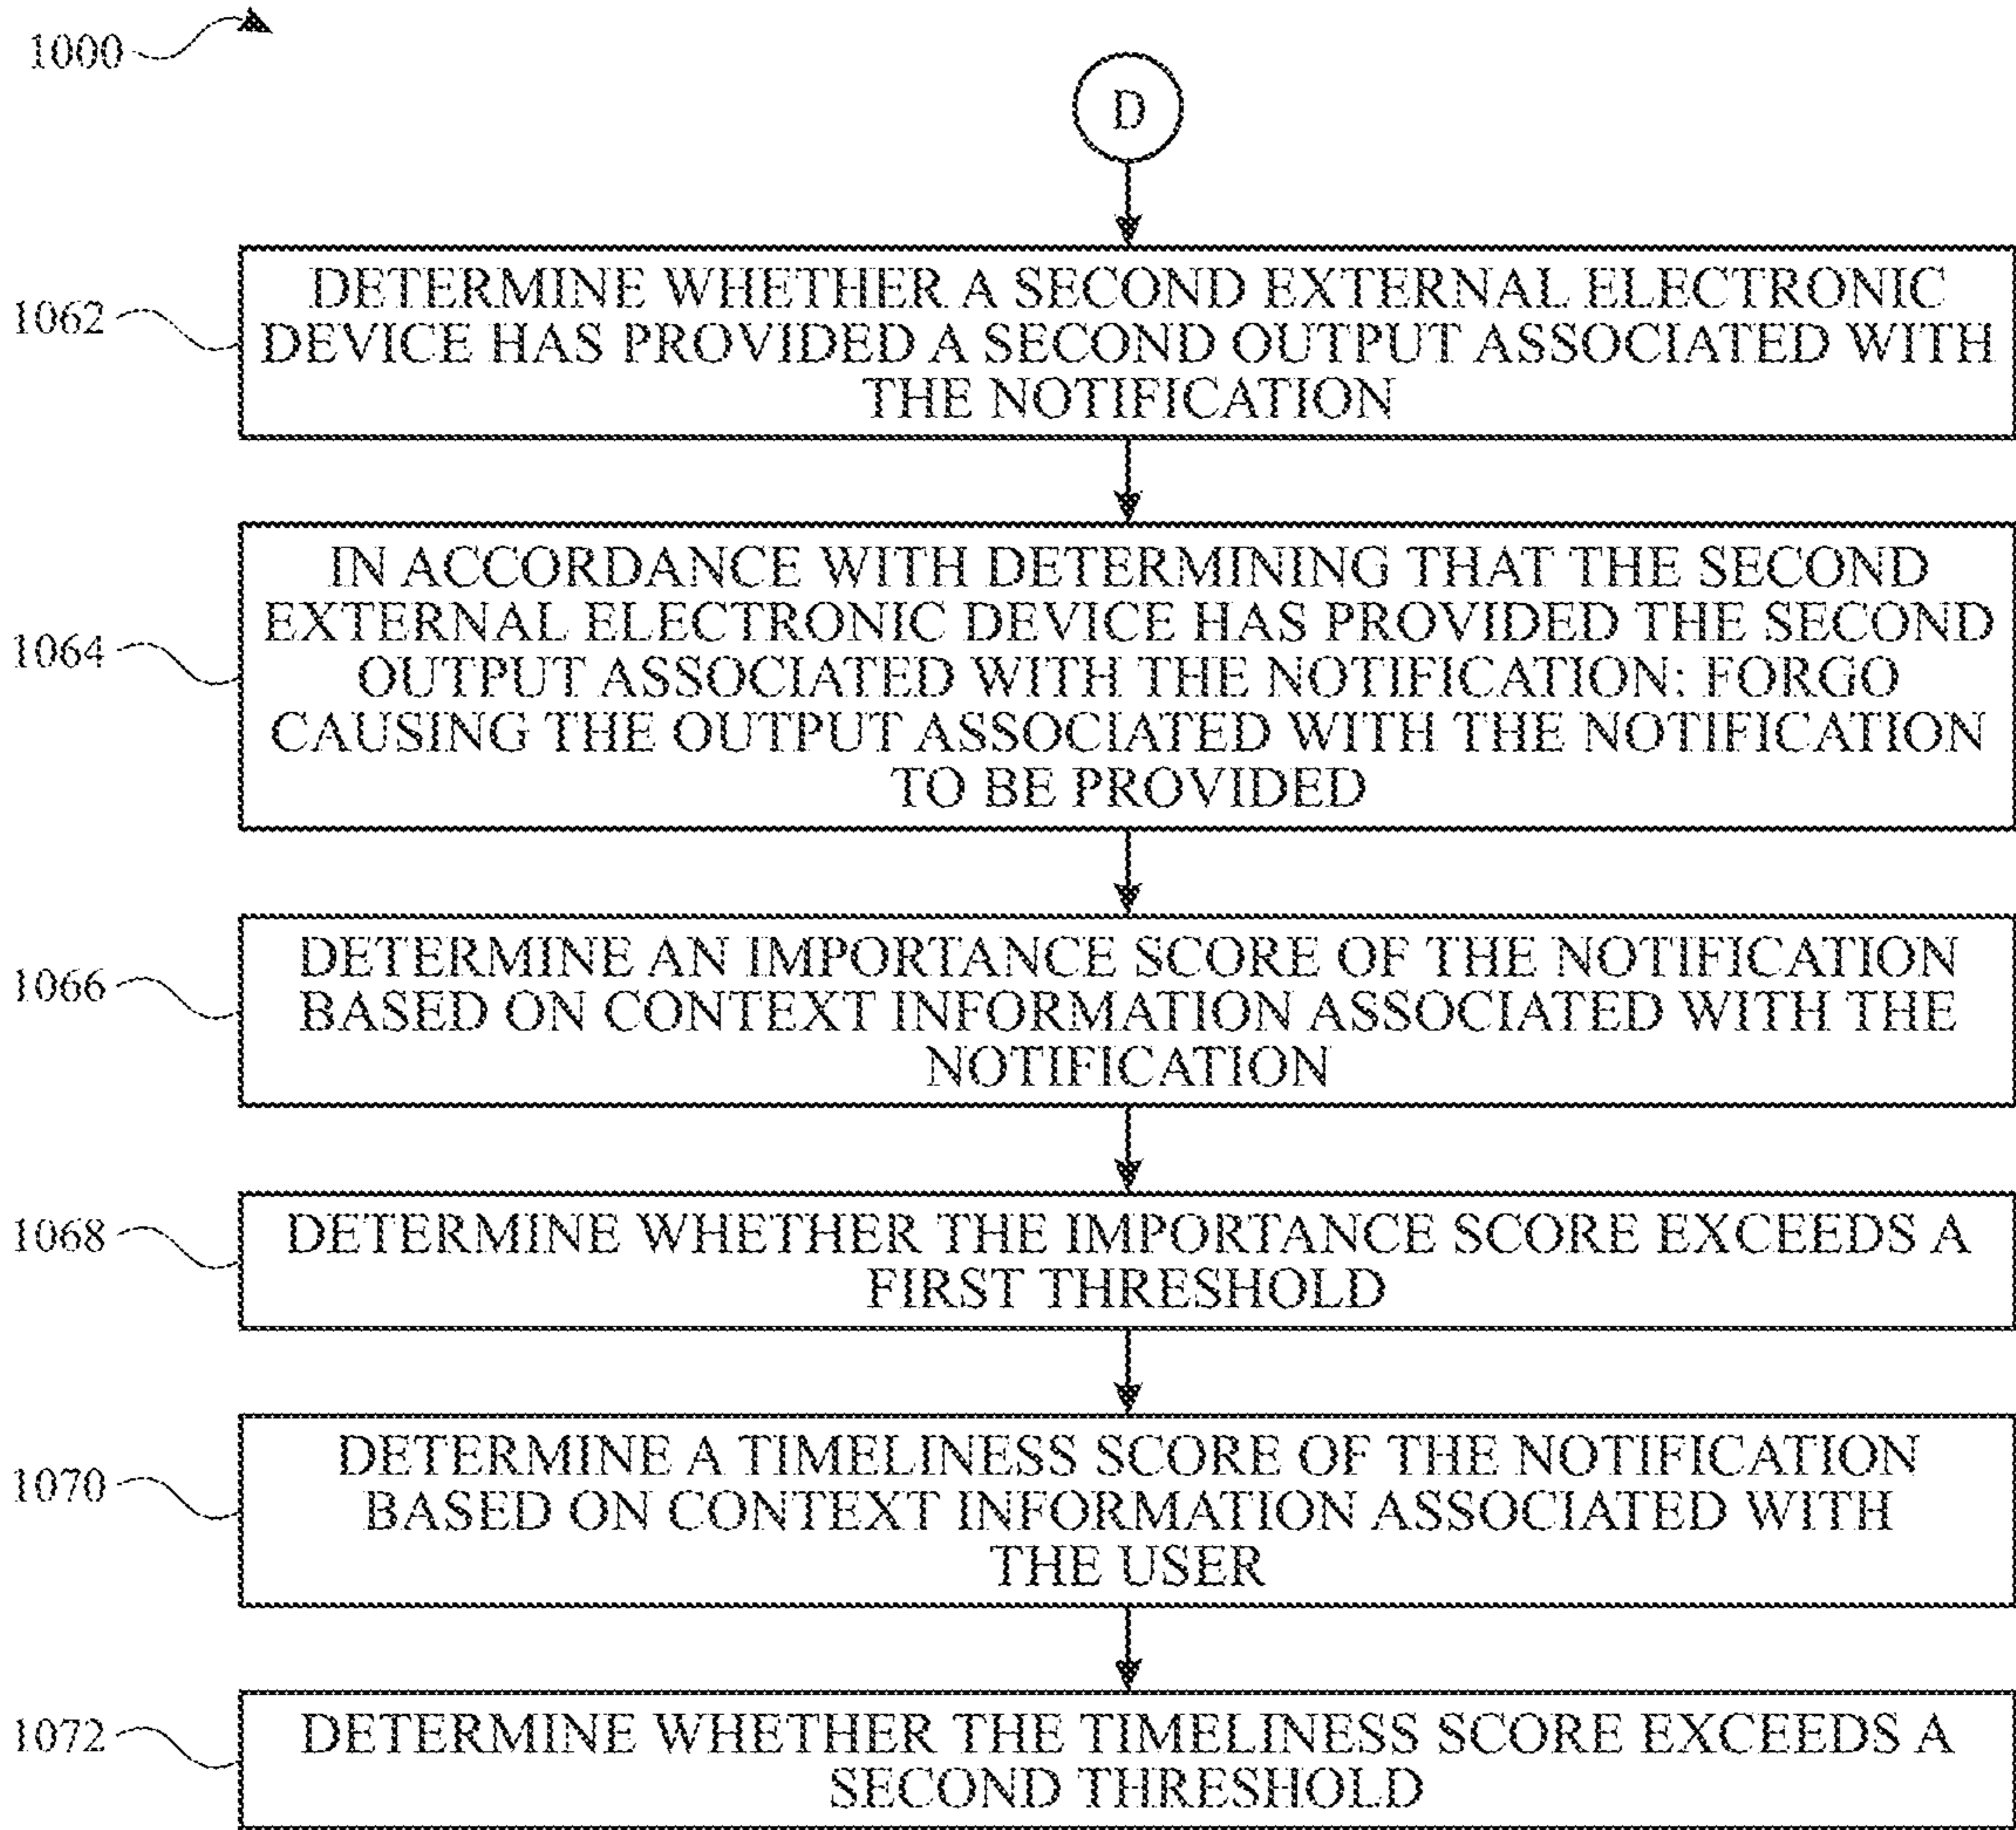 1000
D
1062
DETERMINE WHETHER A SECOND EXTERNAL ELECTRONIC
DEVICE HAS PROVIDED A SECOND OUTPUT ASSOCIATED WITH
THE NOTIFICATION
1064
IN ACCORDANCE WITH DETERMINING THAT THE SECOND
EXTERNAL ELECTRONIC DEVICE HAS PROVIDED THE SECOND
OUTPUT ASSOCIATED WITH THE NOTIFICATION: FORGO
CAUSING THE OUTPUT ASSOCIATED WITH THE NOTIFICATION
TO BE PROVIDED
1066
DETERMINE AN IMPORTANCE SCORE OF THE NOTIFICATION
BASED ON CONTEXT INFORMATION ASSOCIATED WITH THE
NOTIFICATION
1068
DETERMINE WHETHER THE IMPORTANCE SCORE EXCEEDS A
FIRST THRESHOLD
1070
DETERMINE A TIMELINESS SCORE OF THE NOTIFICATION
BASED ON CONTEXT INFORMATION ASSOCIATED WITH
THE USER
1072
DETERMINE WHETHER THE TIMELINESS SCORE EXCEEDS A
SECOND THRESHOLD